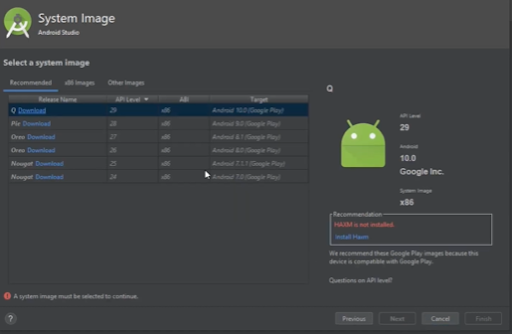 System Image
Android Studio
Select a system image
Recommended x86 Images Other Images
Release Name API Level ABI Target
Q Download 29 x86 Android 10.0 (Google Play)
Pie Download 28 x86 Android 9.0 (Google Play)
Oreo Download 27 x86 Android 8.1 (Google Play)
Oreo Download 26 x86 Android 8.0 (Google Play)
Nougat Download 25 x86 Android 7.1.1 (Google Play)
Nougat Download 24 x86 Android 7.0 (Google Play)
Q
API Level
29
Android
10.0
Google Inc.
System Image
x86
Recommendation
HAXM is not installed.
Install Haxm
We recommend these Google Play images because this
device is compatible with Google Play.
Questions on API level?
A system image must be selected to continue.
? Previous Next Cancel Finish